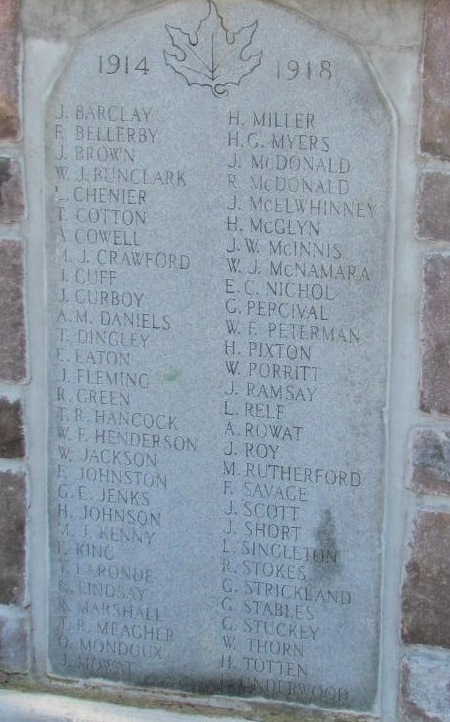 1914 1918
J. BARCLAY
F. BELLERBY
J. BROWN
W. J. BUNCLARK
L. CHENIER
T. COTTON
A. COWELL
M. J. CRAWFORD
J. CUFF
J. CURBOY
A. M. DANIELS
T. DINGLEY
E. EATON
J. FLEMING
R. GREEN
T. R. HANCOCK
W. F. HENDERSON
W. JACKSON
F. JOHNSTON
G. E. JENKS
H. JOHNSON
M. J. KENNY
F. KING
T. LARONDE
LINDSAY
R. MARSHALL
T. R. MEAGHER
O. MONDOUX
J. MOWAT
H. MILLER
H. G. MYERS
J. McDONALD
R. McDONALD
J. McELWHINNEY
H. McGLYN
J. W. McINNIS
W. J. McNAMARA
E. C. NICHOL
G. PERCIVAL
W. F. PETERMAN
H. PIXTON
W. PORRITT
J. RAMSAY
L. RELF
A. ROWAT
J. ROY
M. RUTHERFORD
F. SAVAGE
J. SCOTT
J. SHORT
L. SINGLETON
R. STOKES
G. STRICKLAND
G. STABLES
C. STUCKEY
W. THORN
H. TOTTEN
UNDERWOOD